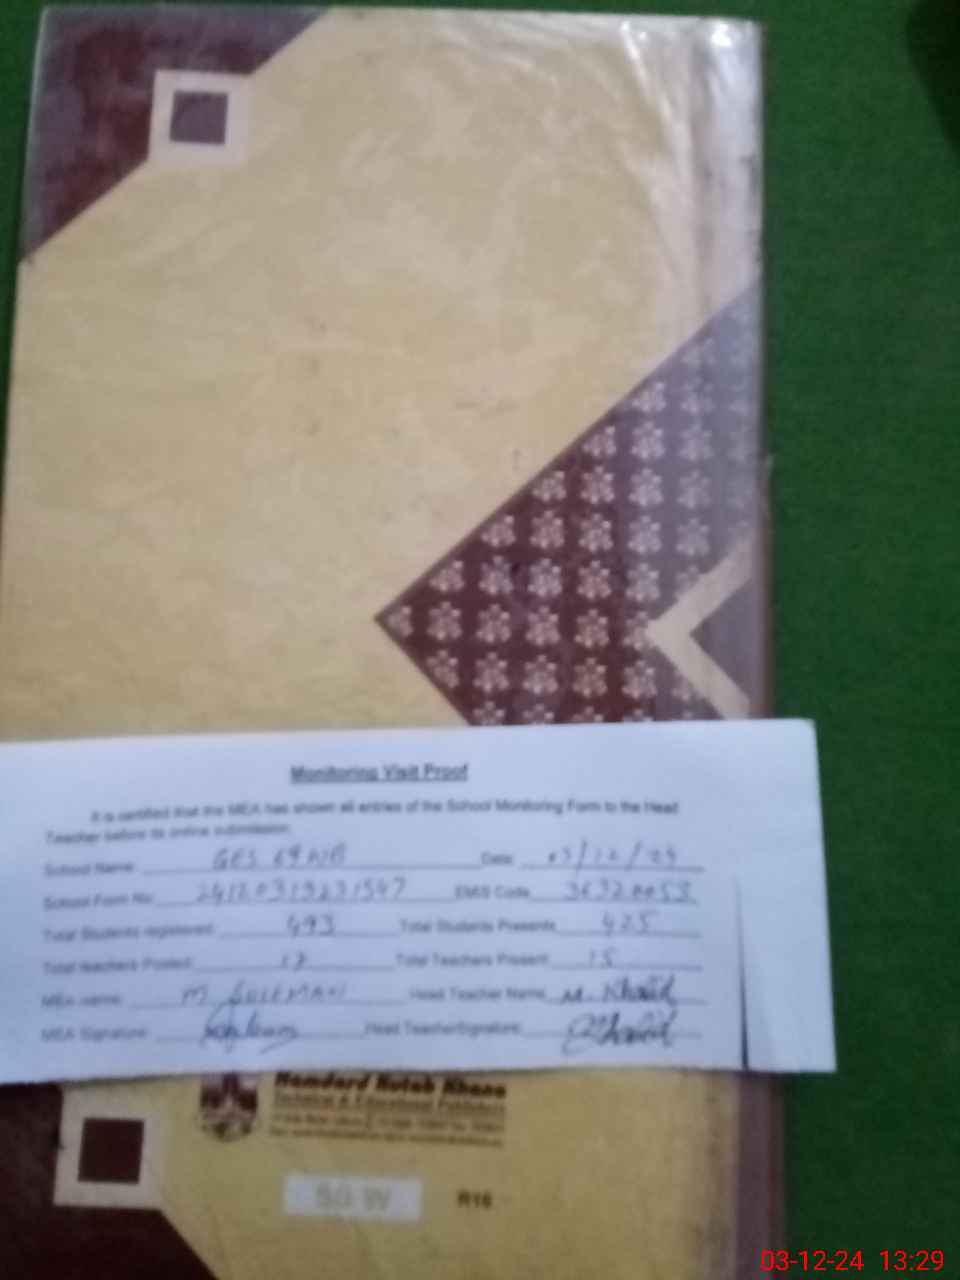 Monitoring Visit Proof
It is certified that the MEA has shown all entries of the School Monitoring Form to the Head
Teacher before its online submission.
School Name: GES 69 WB Date: 03/12/24
School Form No: 24120319231547 EMIS Code 36320053
Total Students registered: 493 Total Students Presents 425
Total teachers Posted: 17 Total Teachers Present: 15
MEA name: M SULEMAN Head Teacher Name M. Khalid
MEA Signature: Head TeacherSignature:
Hamdard Kutab Khana
Technical & Educational Publishers
R16
03-12-24 13:29